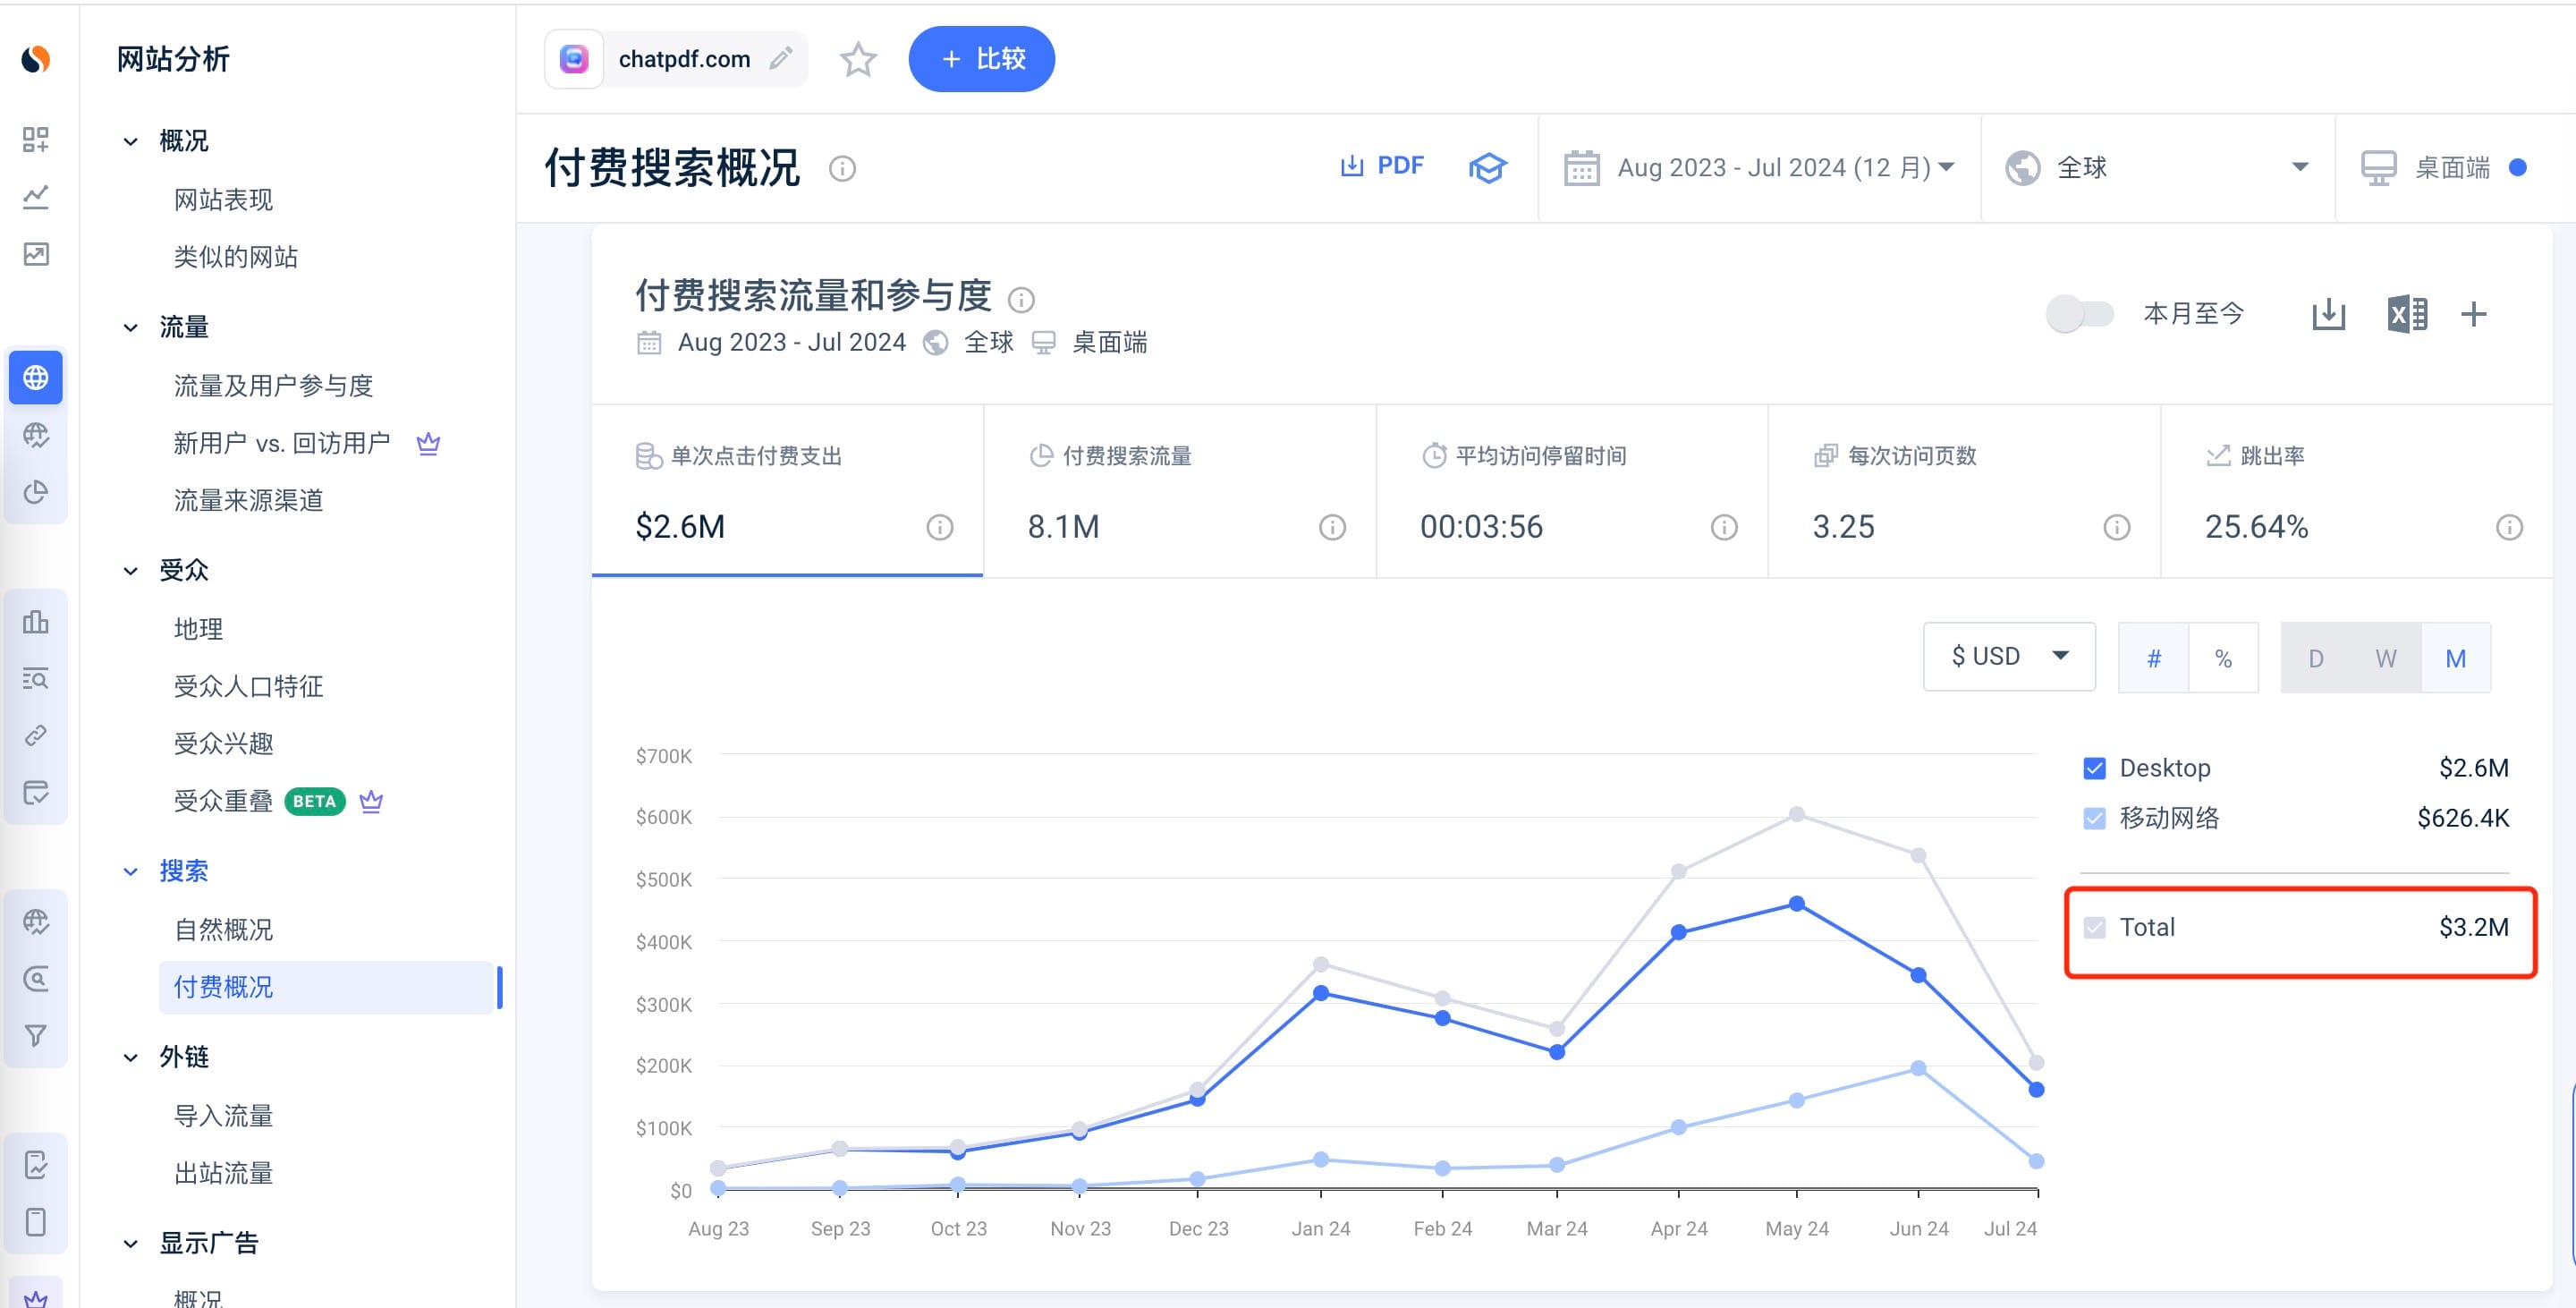 网站分析
概况
网站表现
类似的网站
流量
流量及用户参与度
新用户 vs. 回访用户
流量来源渠道
受众
地理
受众人口特征
受众兴趣
受众重叠 BETA
搜索
自然概况
付费概况
外链
导入流量
出站流量
显示广告
概况
chatpdf.com
+ 比较
付费搜索概况
PDF
Aug 2023 - Jul 2024 (12 月)
全球
桌面端
付费搜索流量和参与度
Aug 2023 - Jul 2024 全球 桌面端
本月至今
单次点击付费支出
$2.6M
付费搜索流量
8.1M
平均访问停留时间
00:03:56
每次访问页数
3.25
跳出率
25.64%
$ USD
# %
D W M
$700K
$600K
$500K
$400K
$300K
$200K
$100K
$0
Aug 23 Sep 23 Oct 23 Nov 23 Dec 23 Jan 24 Feb 24 Mar 24 Apr 24 May 24 Jun 24 Jul 24
Desktop $2.6M
移动网络 $626.4K
Total $3.2M